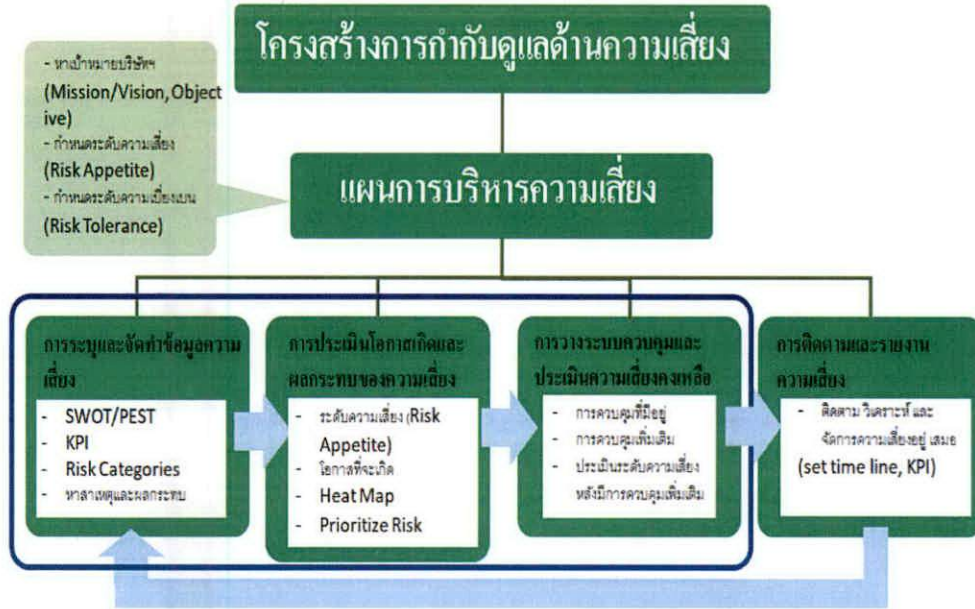 โครงสร้างการกำกับดูแลด้านความเสี่ยง
- หาเป้าหมายบริษัทฯ
(Mission/Vision,Object
ive)
- กำหนดระดับความเสี่ยง
(Risk Appetite)
- กำหนดระดับความเบี่ยงเบน
(Risk Tolerance)
แผนการบริหารความเสี่ยง
การระบุและจัดทำข้อมูลความ
เสี่ยง
- SWOT/PEST
- KPI
- Risk Categories
- หาสาเหตุและผลกระทบ
การประเมินโอกาสเกิดและ
ผลกระทบของความเสี่ยง
- ระดับความเสี่ยง (Risk
Appetite)
- โอกาสที่จะเกิด
- Heat Map
- Prioritize Risk
การวางระบบควบคุมและ
ประเมินความเสี่ยงคงเหลือ
- การควบคุมที่มีอยู่
- การควบคุมเพิ่มเติม
- ประเมินระดับความเสี่ยง
หลังมีการควบคุมเพิ่มเติม
การติดตามและรายงาน
ความเสี่ยง
- ติดตาม วิเคราะห์ และ
จัดการความเสี่ยงอยู่ เสมอ
(set time line, KPI)